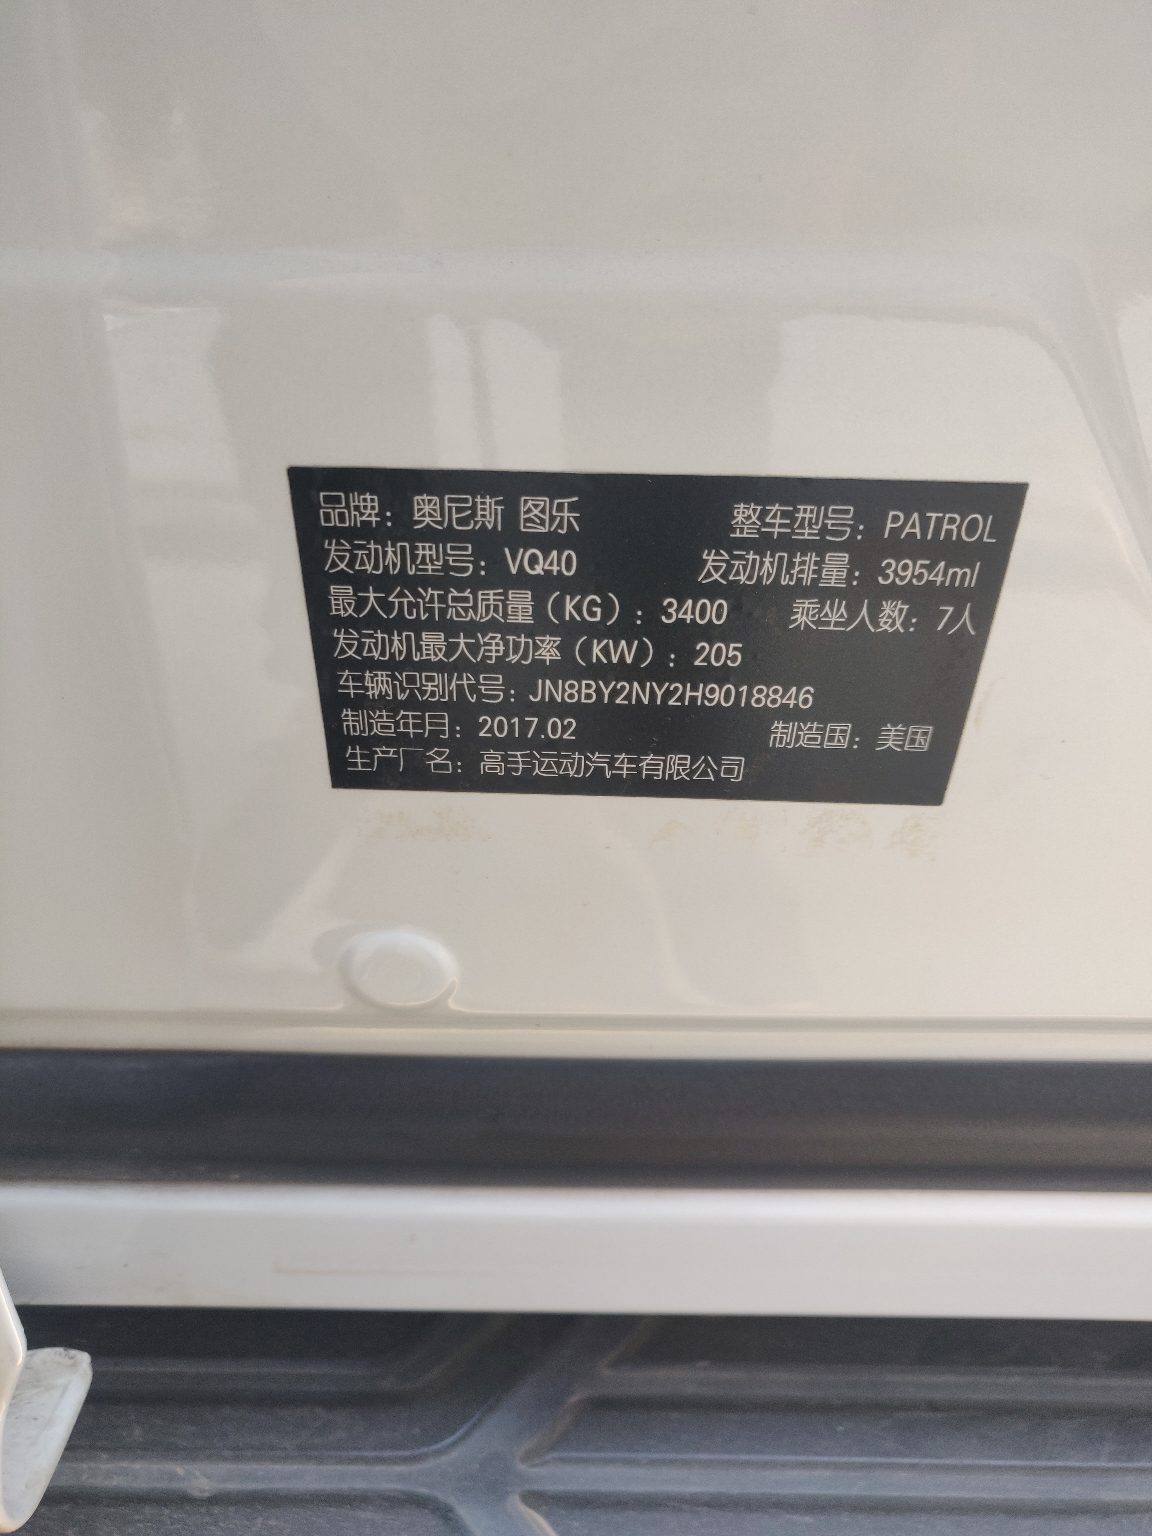 品牌：奥尼斯 图乐 整车型号：PATROL
发动机型号：VQ40 发动机排量：3954ml
最大允许总质量（KG）：3400 乘坐人数：7人
发动机最大净功率（KW）：205
车辆识别代号：JN8BY2NY2H9018846
制造年月：2017.02 制造国：美国
生产厂名：高手运动汽车有限公司